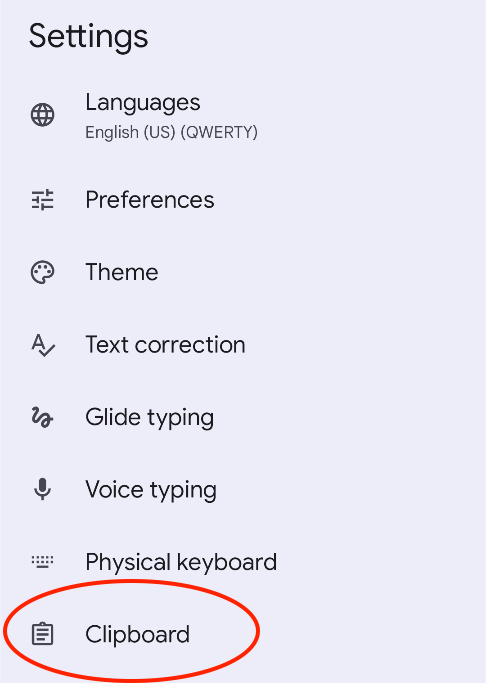 Settings
Languages
English (US) (QWERTY)
Preferences
Theme
Text correction
Glide typing
Voice typing
Physical keyboard
Clipboard